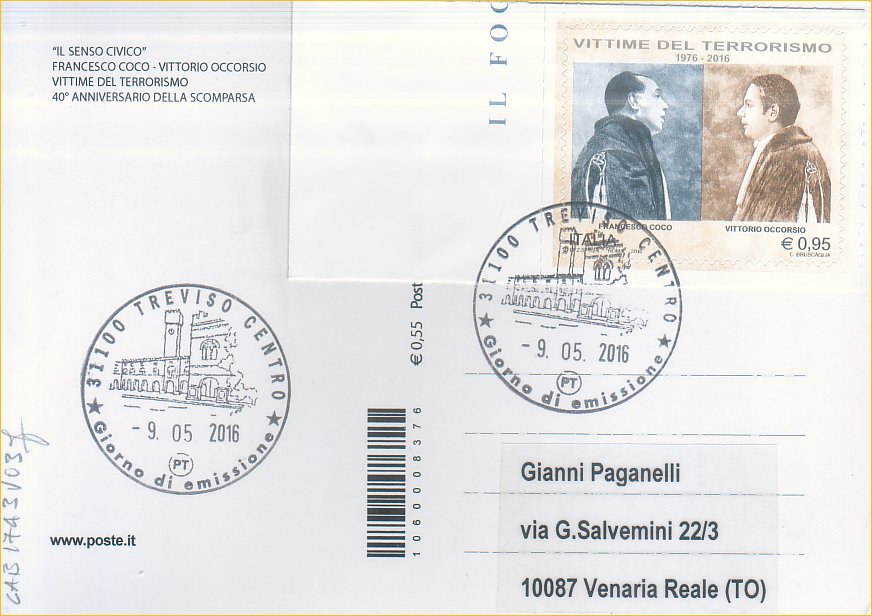 "IL SENSO CIVICO"
FRANCESCO COCO - VITTORIO OCCORSIO
VITTIME DEL TERRORISMO
40° ANNIVERSARIO DELLA SCOMPARSA
IL FO
VITTIME DEL TERRORISMO
1976 - 2016
FRANCESCO COCO
VITTORIO OCCORSIO
ITALIA
€ 0,95
C. BRUSCAGLIA
31100 TREVISO CENTRO
- 9. 05. 2016
PT
Giorno di emissione
31100 TREVISO CENTRO
- 9. 05. 2016
PT
Giorno di emissione
€ 0,55 Post
1060008376
Gianni Paganelli
via G.Salvemini 22/3
10087 Venaria Reale (TO)
www.poste.it